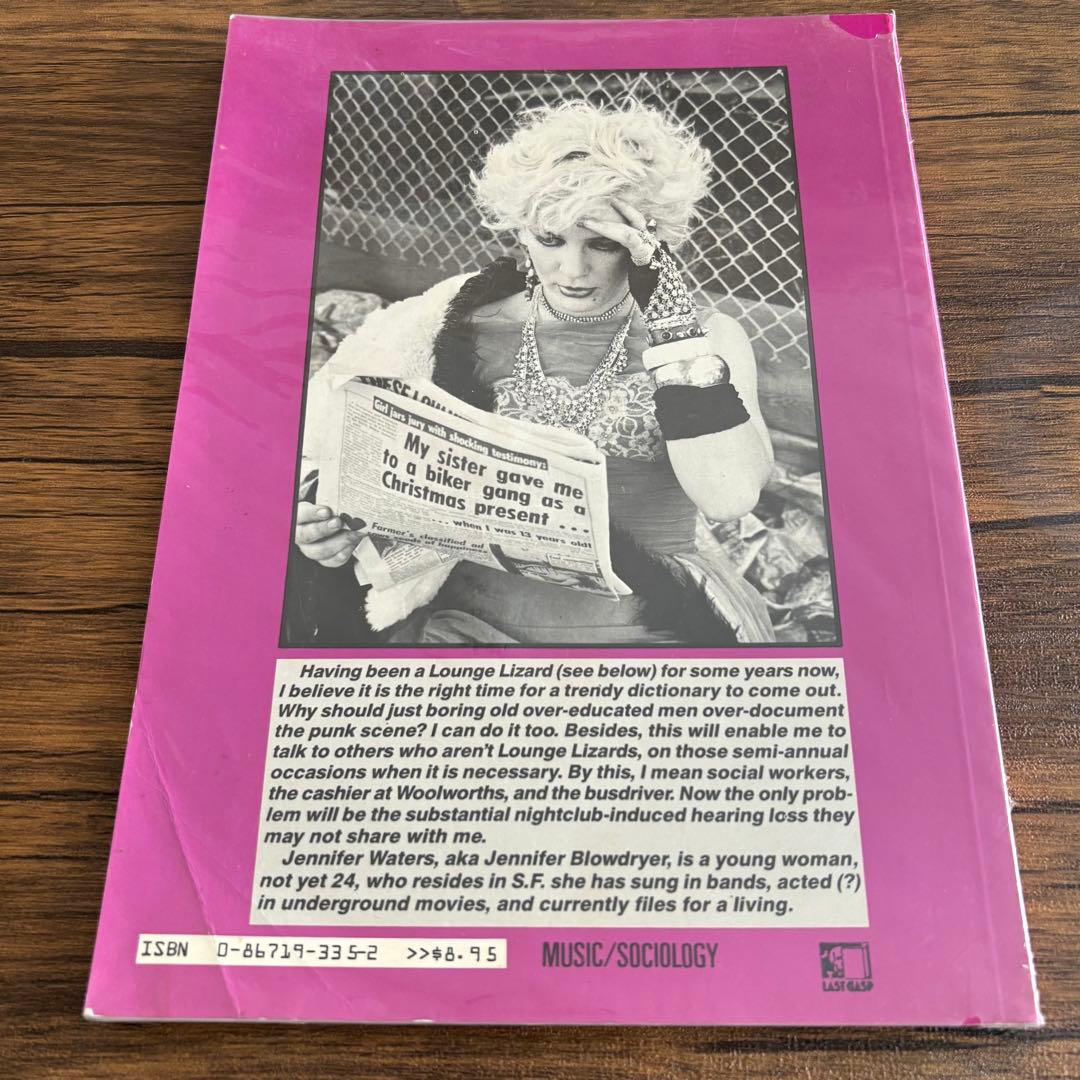 Girl jars jury with shocking testimony:
My sister gave me
to a biker gang as a
Christmas present . . .
. . . when I was 13 years old!
Farmer's classified ad
seeds of happiness
Having been a Lounge Lizard (see below) for some years now,
I believe it is the right time for a trendy dictionary to come out.
Why should just boring old over-educated men over-document
the punk scene? I can do it too. Besides, this will enable me to
talk to others who aren't Lounge Lizards, on those semi-annual
occasions when it is necessary. By this, I mean social workers,
the cashier at Woolworths, and the busdriver. Now the only prob-
lem will be the substantial nightclub-induced hearing loss they
may not share with me.
Jennifer Waters, aka Jennifer Blowdryer, is a young woman,
not yet 24, who resides in S.F. she has sung in bands, acted (?)
in underground movies, and currently files for a living.
ISBN 0-86719-335-2 >>$8.95
MUSIC/SOCIOLOGY
LAST GASP